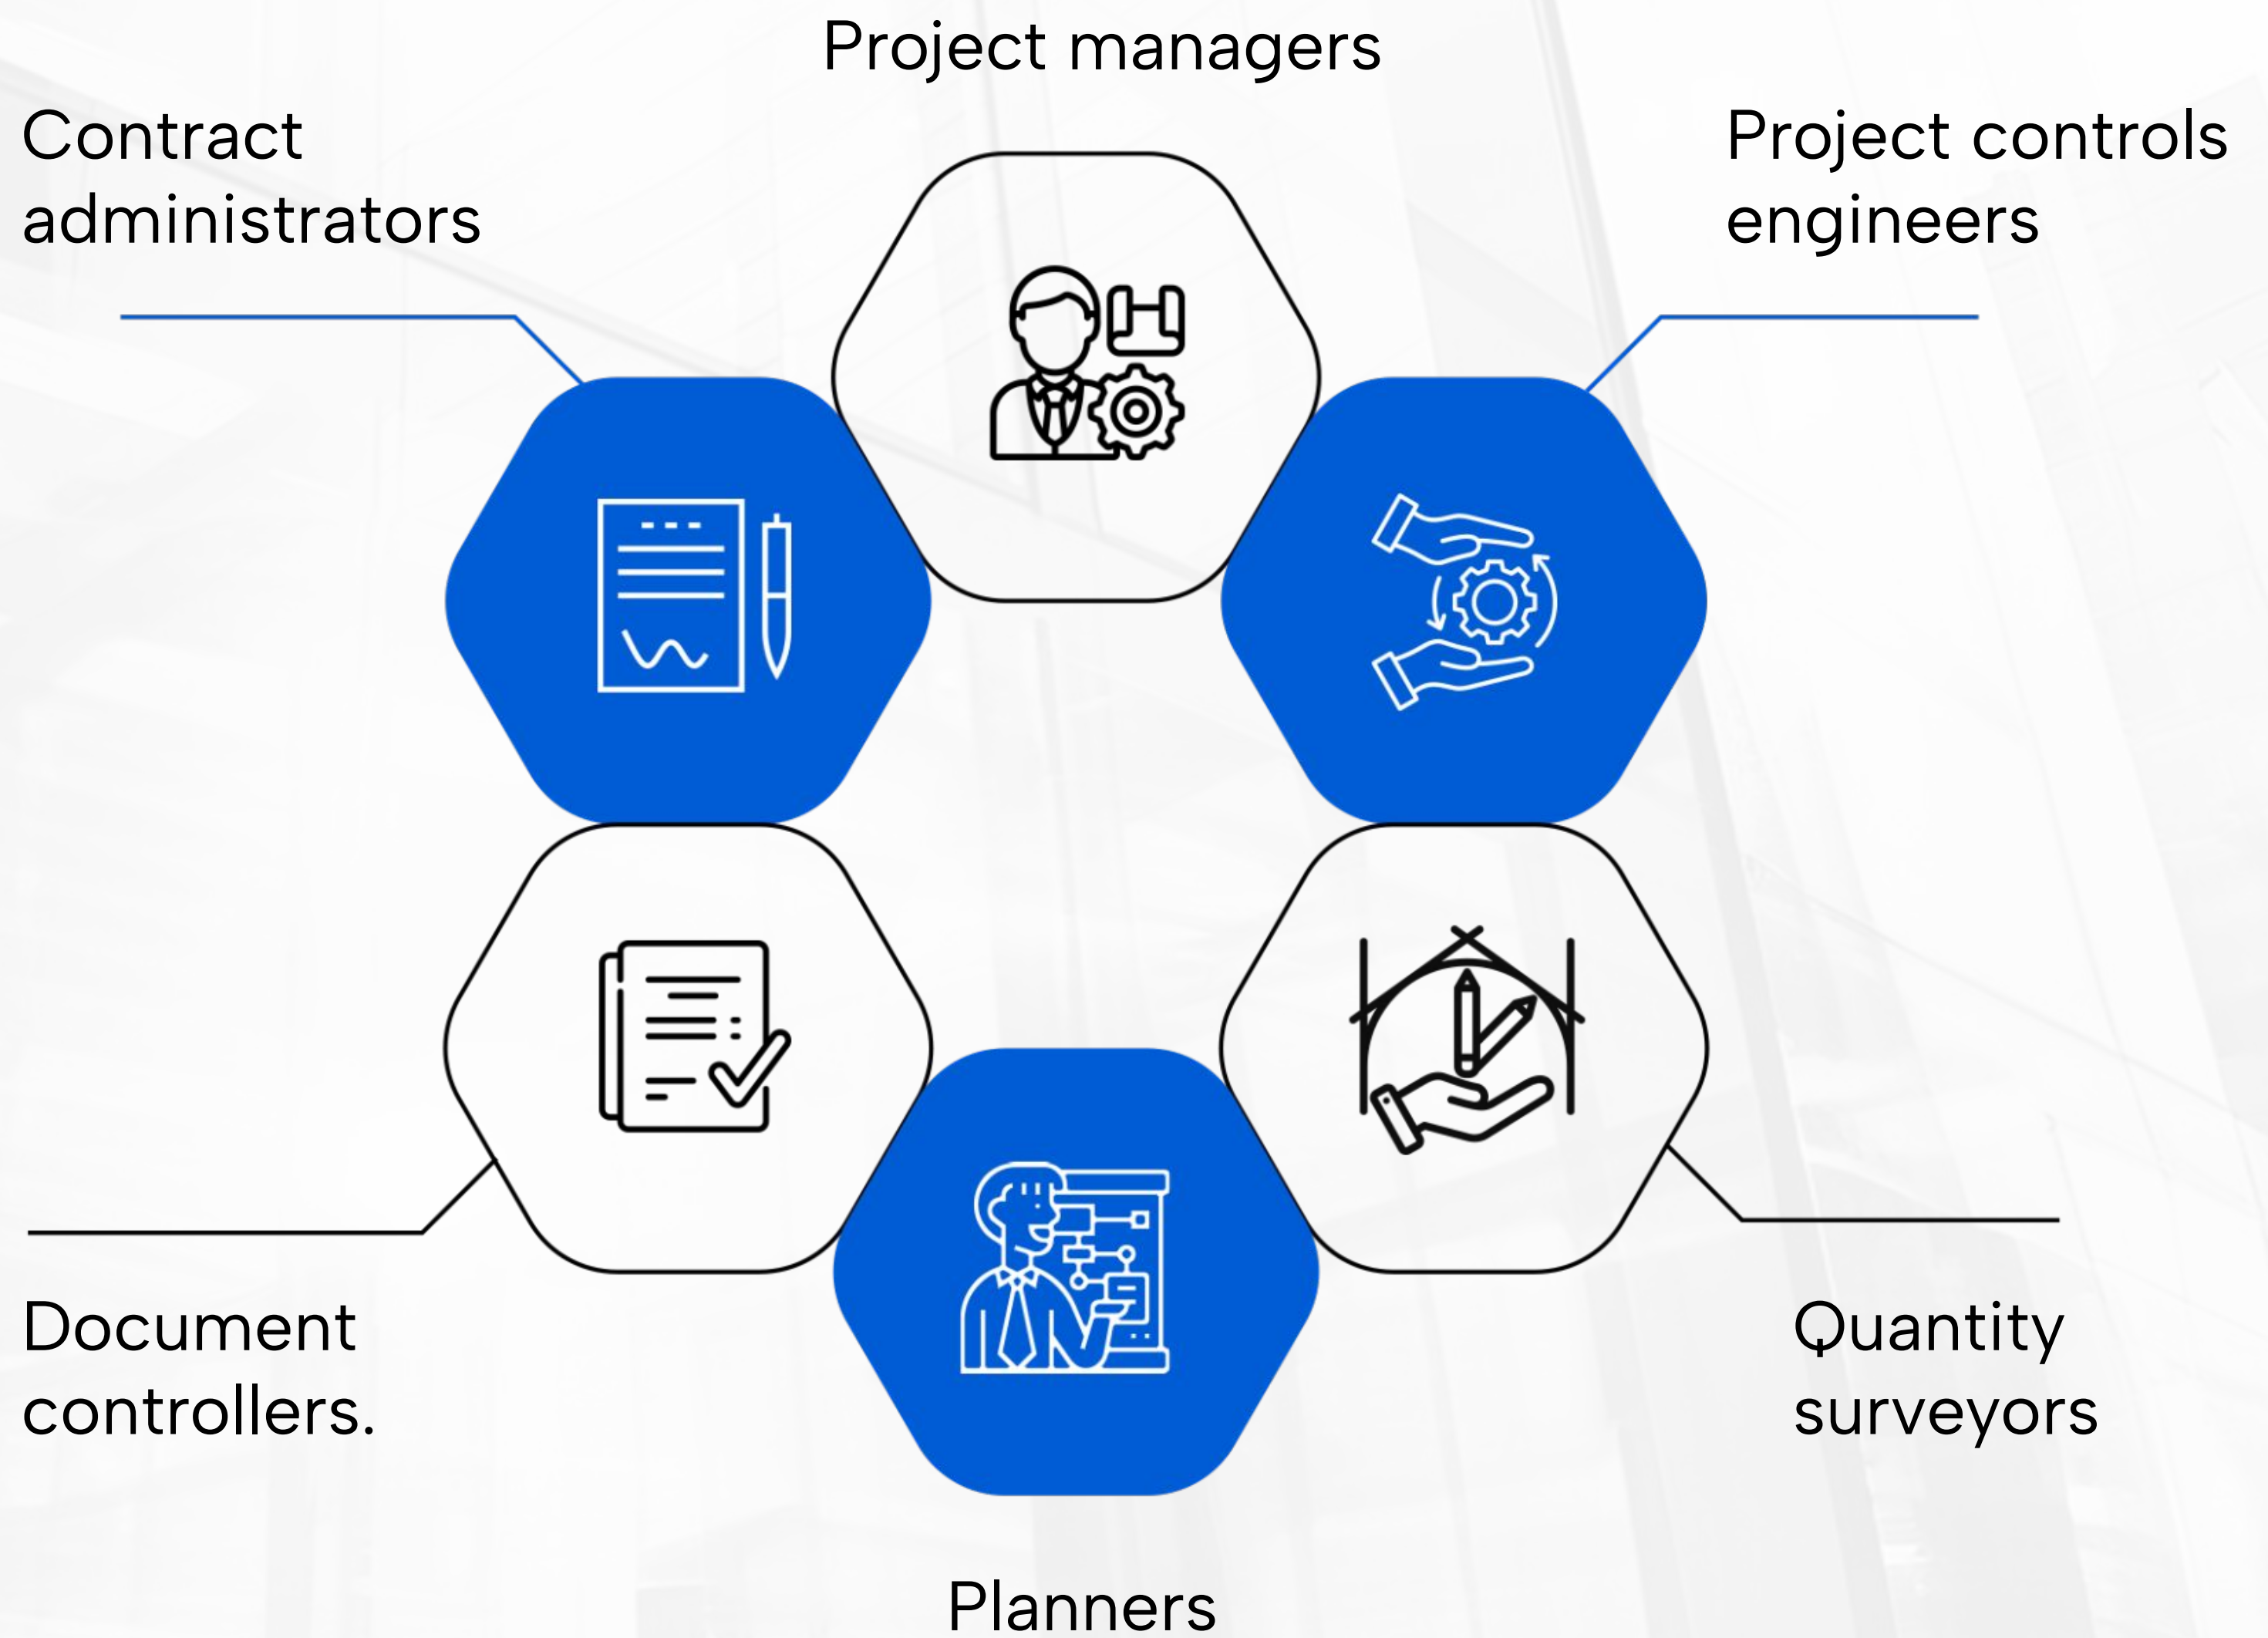 Project managers
Contract
administrators
Project controls
engineers
Document
controllers.
Quantity
surveyors
Planners